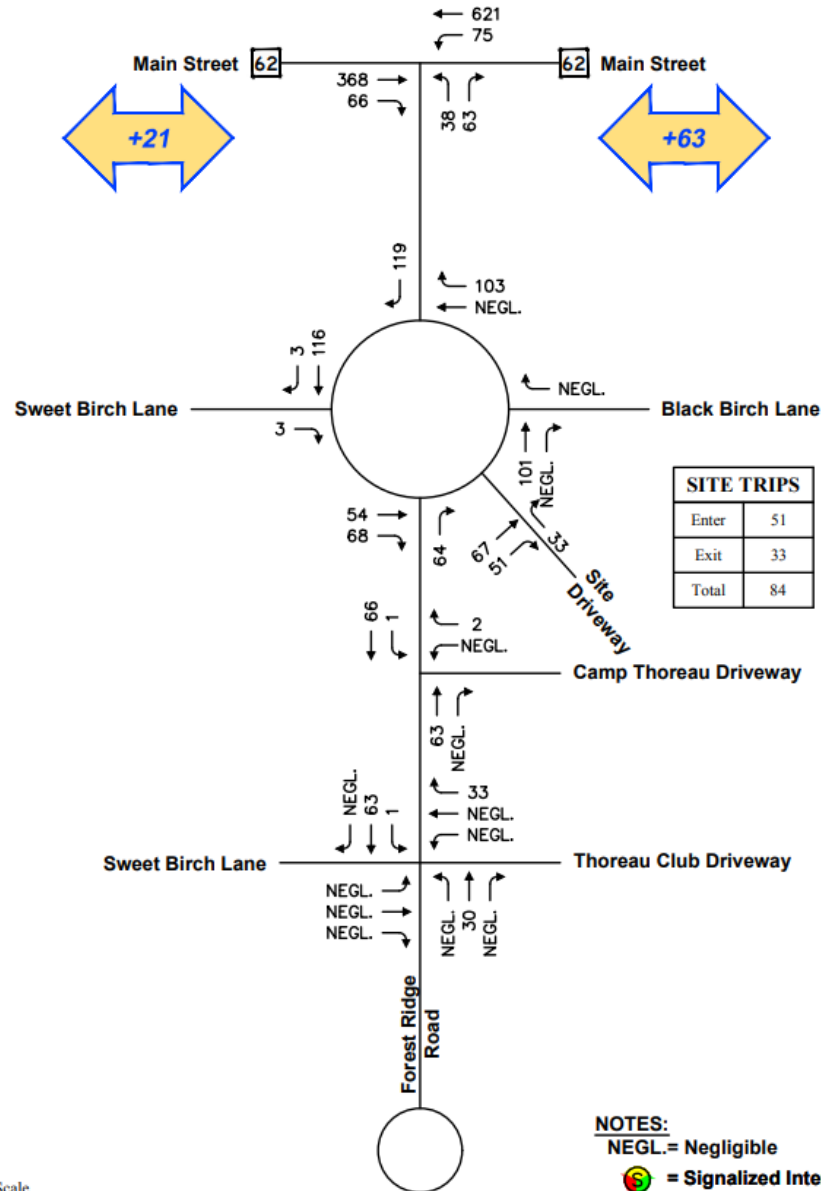 621
75
Main Street 62
62 Main Street
368
66
38
63
+21
+63
119
103
NEGL.
3
116
NEGL.
Sweet Birch Lane
Black Birch Lane
3
101
NEGL.
SITE TRIPS
Enter 51
Exit 33
Total 84
54
68
64
67
51
33
Site
Driveway
66
1
2
NEGL.
Camp Thoreau Driveway
63
NEGL.
NEGL.
63
1
33
NEGL.
NEGL.
Sweet Birch Lane
Thoreau Club Driveway
NEGL.
NEGL.
NEGL.
NEGL.
30
NEGL.
Forest Ridge
Road
NOTES:
NEGL.= Negligible
S = Signalized Inte
Scale